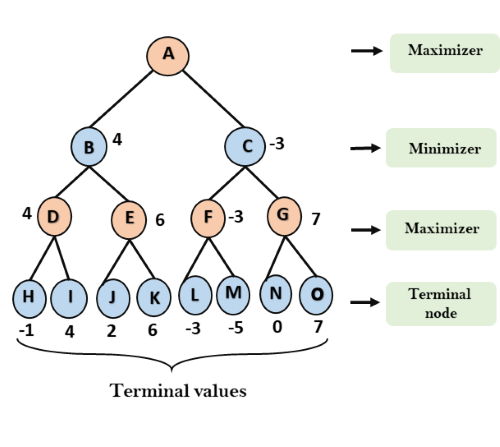 A
Maximizer
B 4 C -3
Minimizer
4 D E 6 F -3 G 7
Maximizer
H I J K L M N O
Terminal
node
-1 4 2 6 -3 -5 0 7
Terminal values